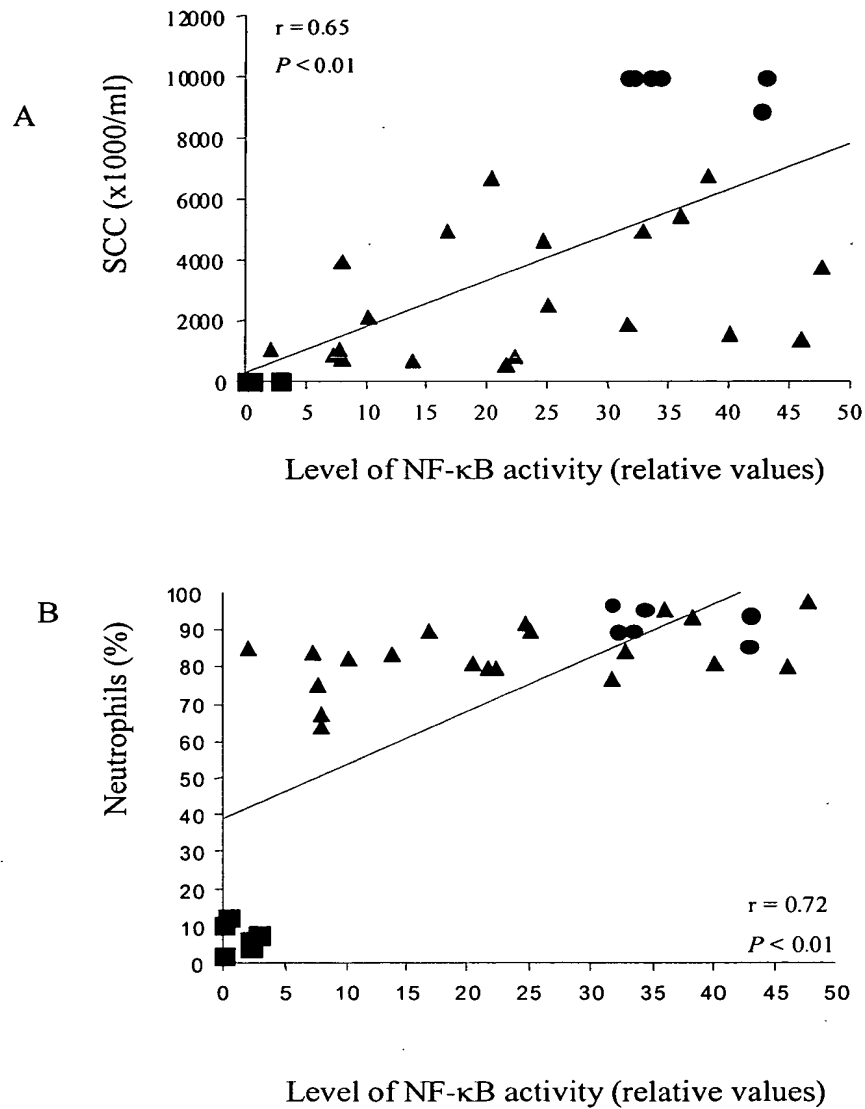 A
r = 0.65
P < 0.01
SCC (x1000/ml)
12000
10000
8000
6000
4000
2000
0
0 5 10 15 20 25 30 35 40 45 50
Level of NF-κB activity (relative values)
B
Neutrophils (%)
100
90
80
70
60
50
40
30
20
10
0
r = 0.72
P < 0.01
0 5 10 15 20 25 30 35 40 45 50
Level of NF-κB activity (relative values)